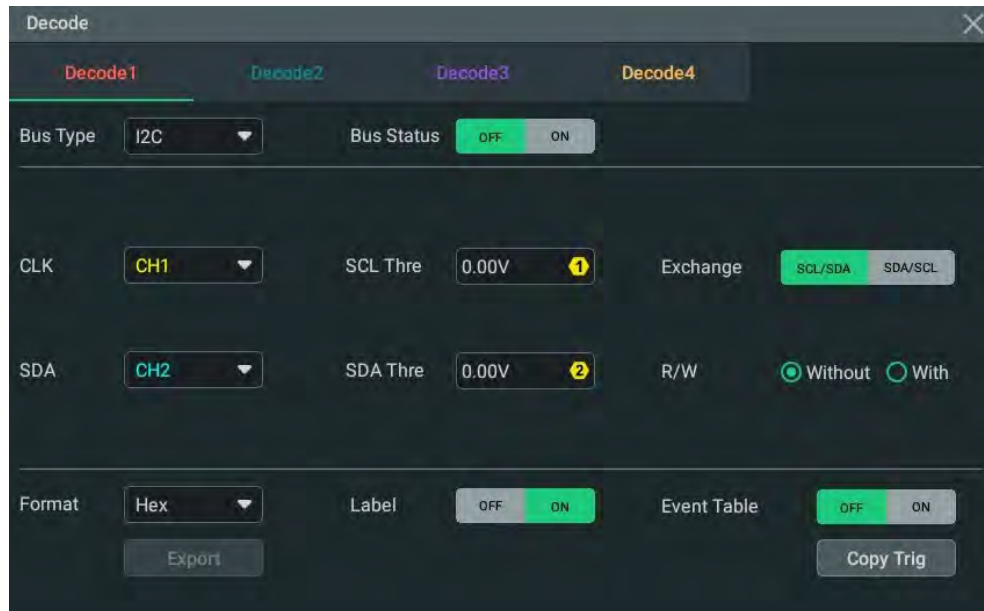 Decode
Decode1 Decode2 Decode3 Decode4
Bus Type I2C Bus Status OFF ON
CLK CH1 SCL Thre 0.00V 1 Exchange SCL/SDA SDA/SCL
SDA CH2 SDA Thre 0.00V 2 R/W Without With
Format Hex Label OFF ON Event Table OFF ON
Export Copy Trig